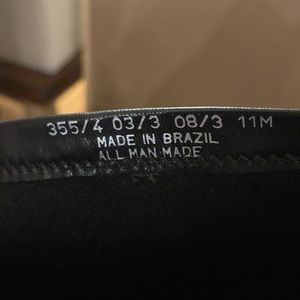 355/4 03/3 08/3 11M
MADE IN BRAZIL
ALL MAN MADE